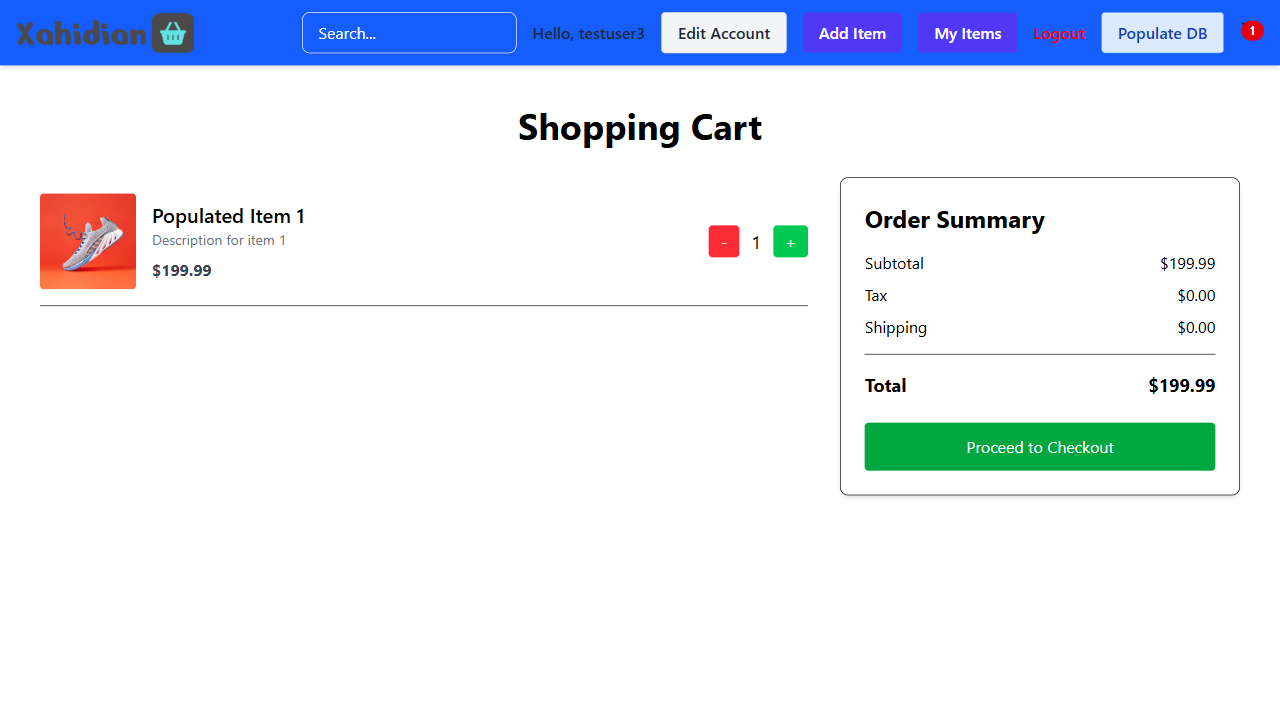 Xahidian
Search...
Hello, testuser3
Edit Account
Add Item
My Items
Logout
Populate DB
1
Shopping Cart
Populated Item 1
Description for item 1
$199.99
- 1 +
Order Summary
Subtotal $199.99
Tax $0.00
Shipping $0.00
Total $199.99
Proceed to Checkout